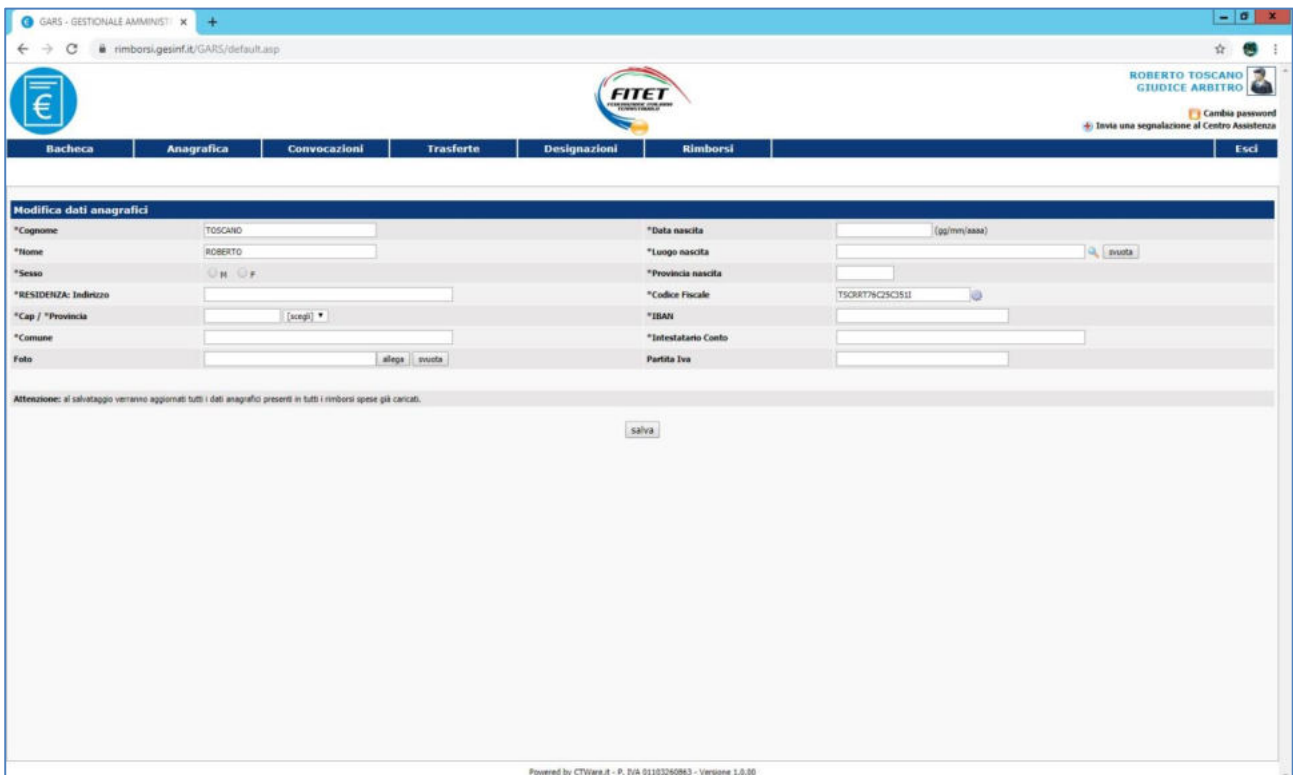 GARS - GESTIONALE AMMINISTI
rimborsi.gesinf.it/GARS/default.asp
FITET
ROBERTO TOSCANO
GIUDICE ARBITRO
Cambia password
Invia una segnalazione al Centro Assistenza
Bacheca Anagrafica Convocazioni Trasferte Designazioni Rimborsi Esci
Modifica dati anagrafici
*Cognome TOSCANO *Data nascita (gg/mm/aaaa)
*Nome ROBERTO *Luogo nascita svuota
*Sesso M F *Provincia nascita
*RESIDENZA: Indirizzo *Codice Fiscale TSCRRT76C25C351I
*Cap / *Provincia [scegli] *IBAN
*Comune *Intestatario Conto
Foto allega svuota Partita Iva
Attenzione: al salvataggio verranno aggiornati tutti i dati anagrafici presenti in tutti i rimborsi spese già caricati.
salva
Powered by CTWare.it - P. IVA 01103260863 - Versione 1.0.00